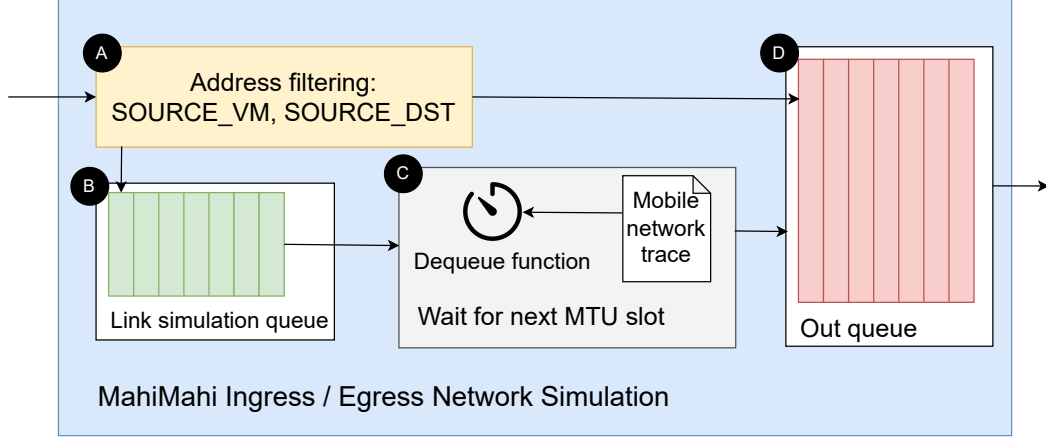 A
Address filtering:
SOURCE_VM, SOURCE_DST
D
B
Link simulation queue
C
Dequeue function
Mobile
network
trace
Wait for next MTU slot
Out queue
MahiMahi Ingress / Egress Network Simulation